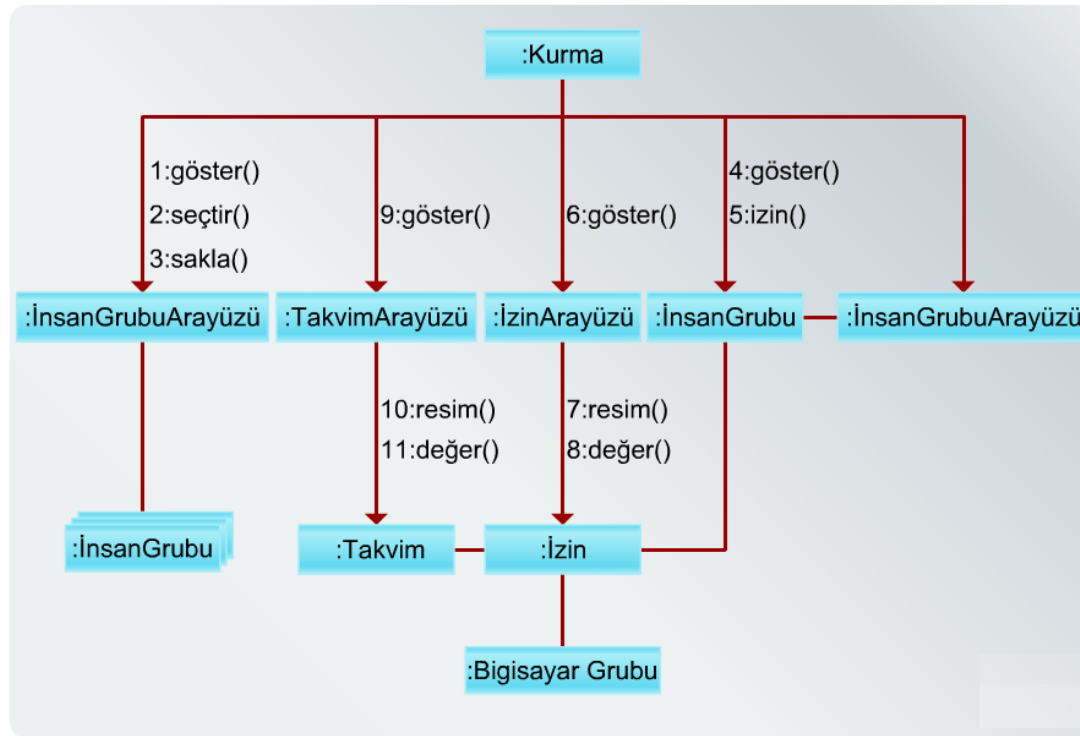 :Kurma
1:göster()
2:seçtir()
3:sakla()
9:göster()
6:göster()
4:göster()
5:izin()
:İnsanGrubuArayüzü
:TakvimArayüzü
:İzinArayüzü
:İnsanGrubu
:İnsanGrubuArayüzü
10:resim()
11:değer()
7:resim()
8:değer()
:İnsanGrubu
:Takvim
:İzin
:Bigisayar Grubu